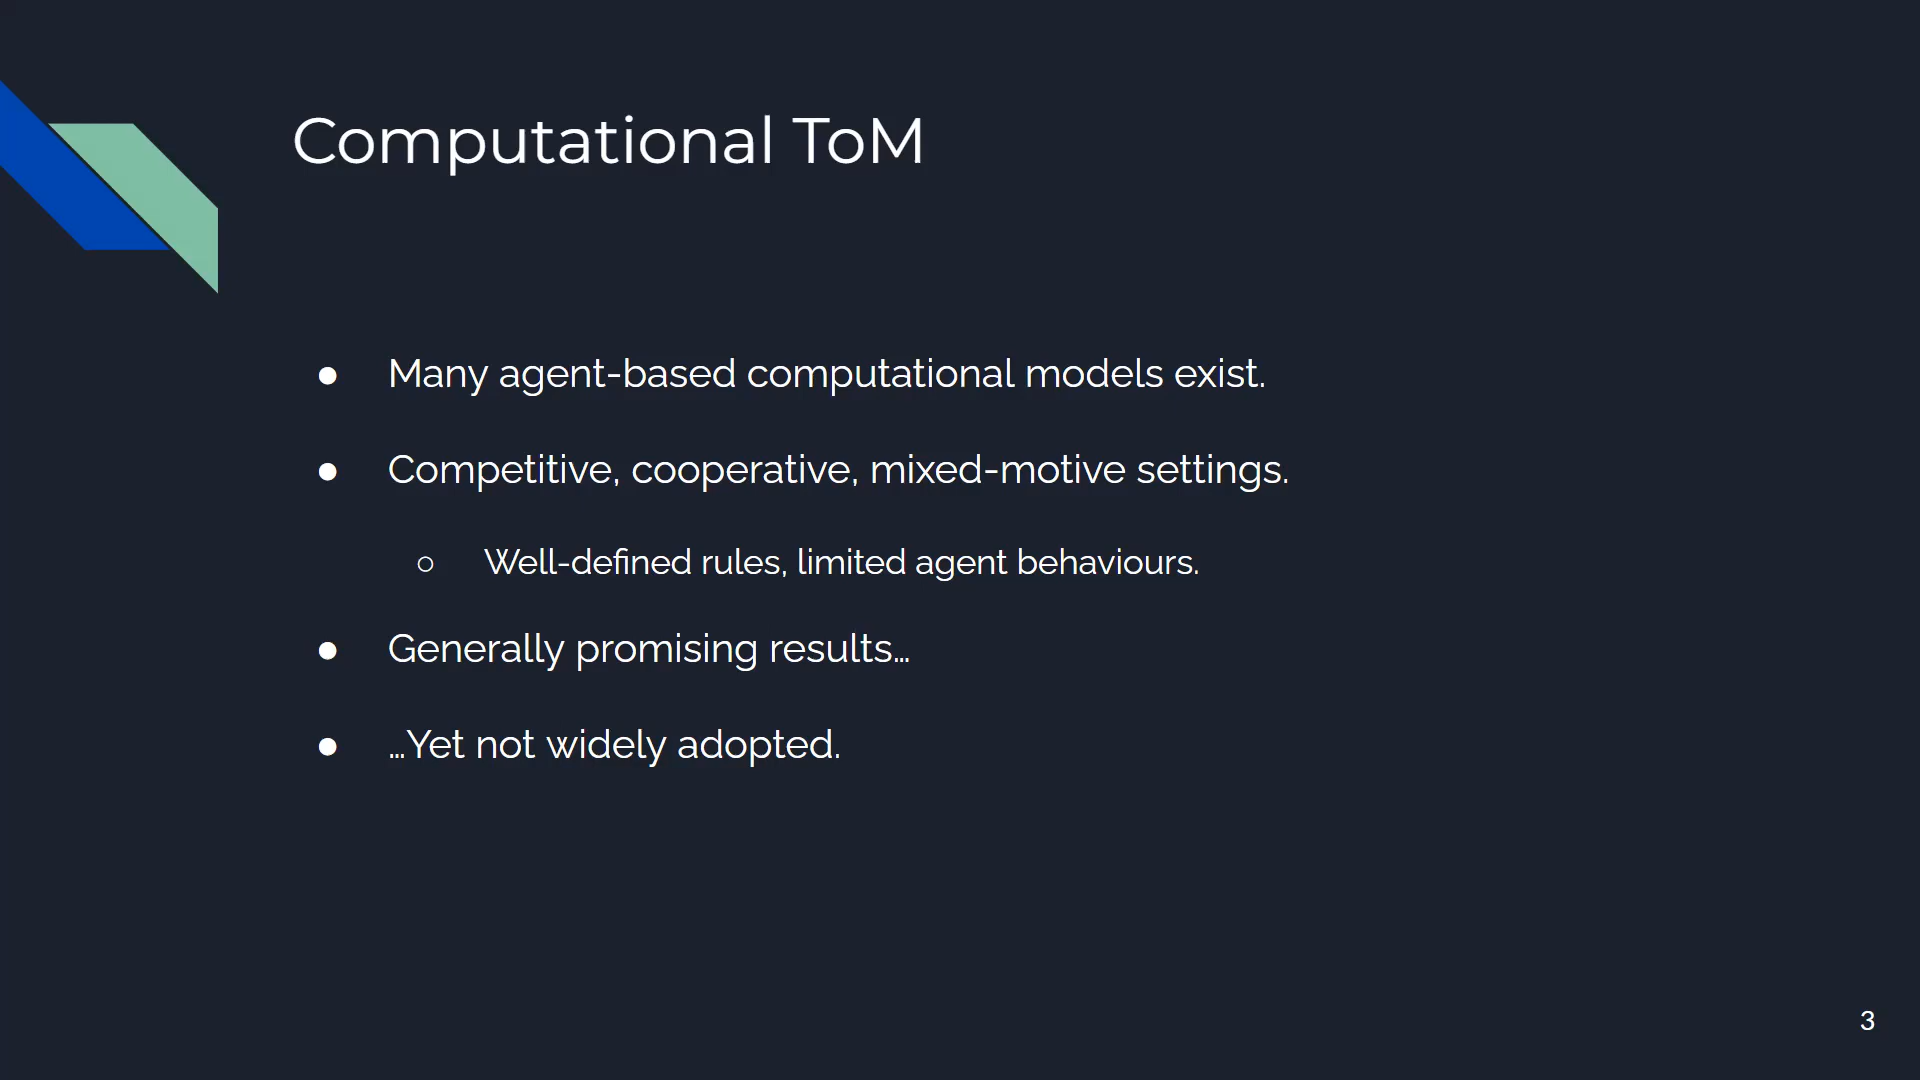 Computational ToM
● Many agent-based computational models exist.
● Competitive, cooperative, mixed-motive settings.
○ Well-defined rules, limited agent behaviours.
● Generally promising results…
● …Yet not widely adopted.
3